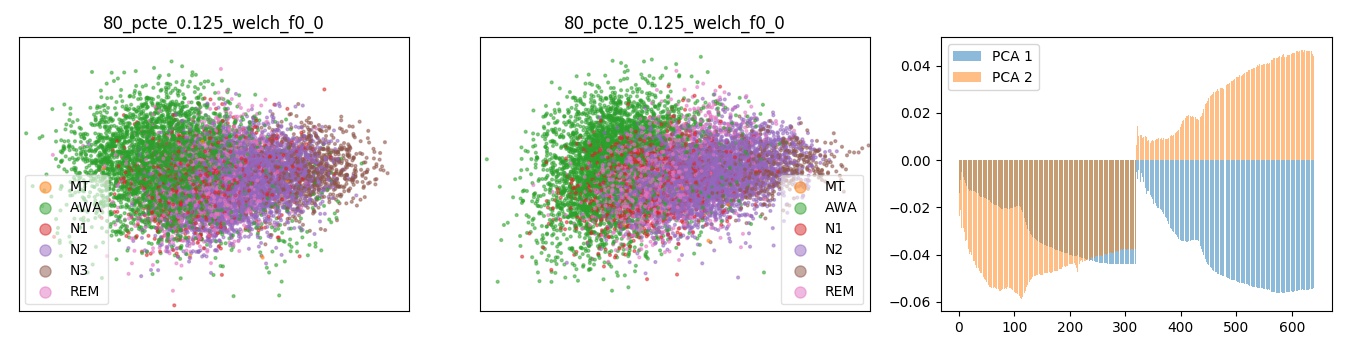 80_pcte_0.125_welch_f0_0
MT
AWA
N1
N2
N3
REM
80_pcte_0.125_welch_f0_0
MT
AWA
N1
N2
N3
REM
PCA 1
PCA 2
0.04
0.02
0.00
−0.02
−0.04
−0.06
0 100 200 300 400 500 600